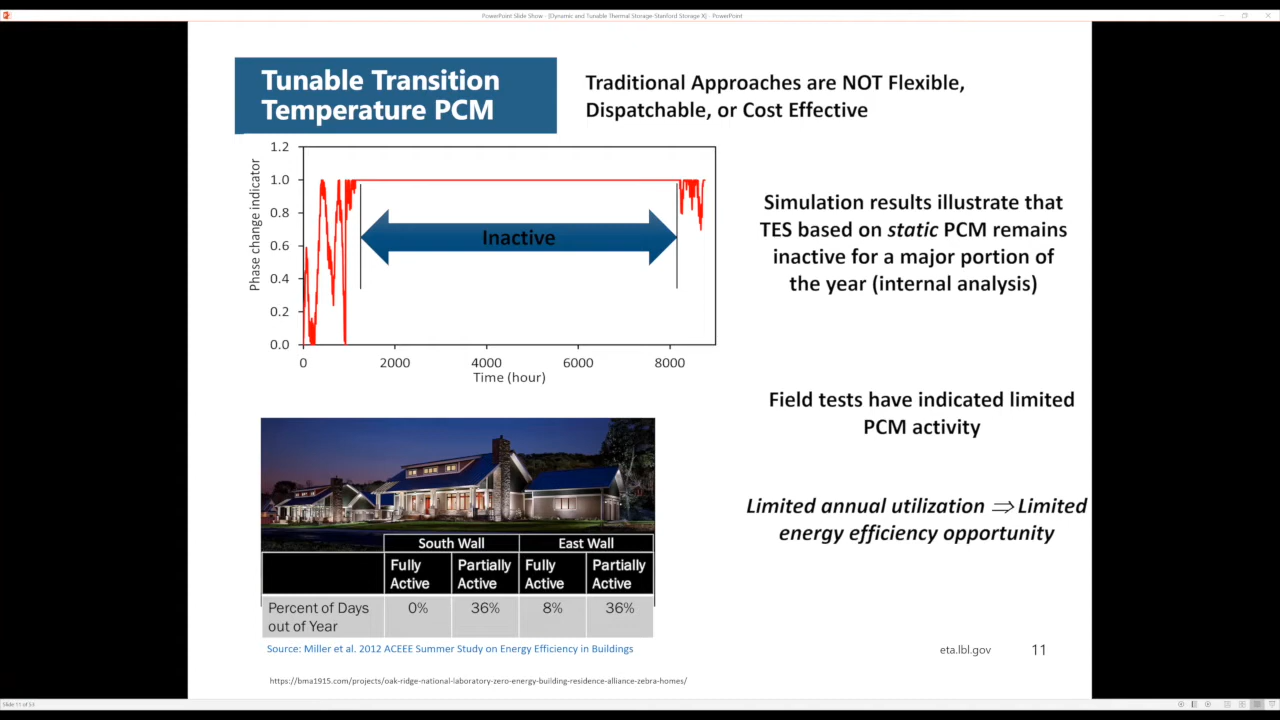 PowerPoint Slide Show - [Dynamic and Tunable Thermal Storage-Stanford Storage X] - PowerPoint
Tunable Transition
Temperature PCM
Traditional Approaches are NOT Flexible,
Dispatchable, or Cost Effective
Phase change indicator
1.2
1.0
0.8
0.6
0.4
0.2
0.0
Inactive
0 2000 4000 6000 8000
Time (hour)
Simulation results illustrate that
TES based on static PCM remains
inactive for a major portion of
the year (internal analysis)
Field tests have indicated limited
PCM activity
Limited annual utilization ⇒ Limited
energy efficiency opportunity
South Wall East Wall
Fully Partially Fully Partially
Active Active Active Active
Percent of Days 0% 36% 8% 36%
out of Year
Source: Miller et al. 2012 ACEEE Summer Study on Energy Efficiency in Buildings
eta.lbl.gov 11
https://bma1915.com/projects/oak-ridge-national-laboratory-zero-energy-building-residence-alliance-zebra-homes/
Slide 11 of 53